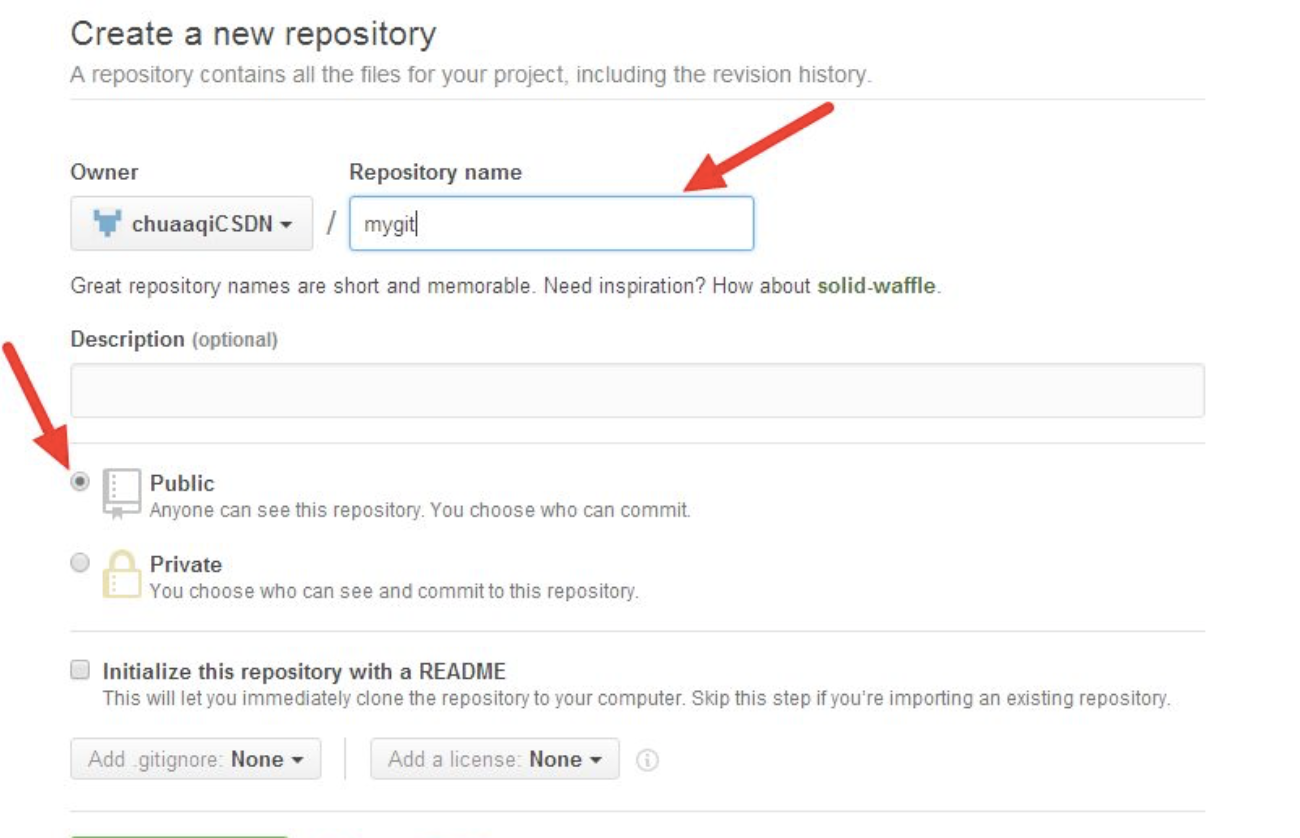 Create a new repository
A repository contains all the files for your project, including the revision history.
Owner
Repository name
chuaaqiCSDN
/
mygit
Great repository names are short and memorable. Need inspiration? How about solid-waffle.
Description (optional)
Public
Anyone can see this repository. You choose who can commit.
Private
You choose who can see and commit to this repository.
Initialize this repository with a README
This will let you immediately clone the repository to your computer. Skip this step if you're importing an existing repository.
Add .gitignore: None
Add a license: None